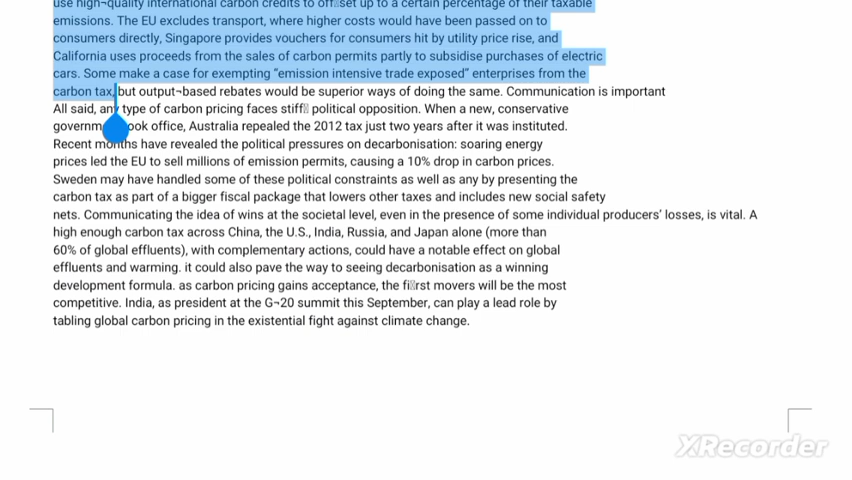 use high¬quality international carbon credits to off set up to a certain percentage of their taxable
emissions. The EU excludes transport, where higher costs would have been passed on to
consumers directly, Singapore provides vouchers for consumers hit by utility price rise, and
California uses proceeds from the sales of carbon permits partly to subsidise purchases of electric
cars. Some make a case for exempting “emission intensive trade exposed” enterprises from the
carbon tax, but output¬based rebates would be superior ways of doing the same. Communication is important
All said, any type of carbon pricing faces stiff political opposition. When a new, conservative
office, Australia repealed the 2012 tax just two years after it was instituted.
Recent months have revealed the political pressures on decarbonisation: soaring energy
prices led the EU to sell millions of emission permits, causing a 10% drop in carbon prices.
Sweden may have handled some of these political constraints as well as any by presenting the
carbon tax as part of a bigger fiscal package that lowers other taxes and includes new social safety
nets. Communicating the idea of wins at the societal level, even in the presence of some individual producers’ losses, is vital. A
high enough carbon tax across China, the U.S., India, Russia, and Japan alone (more than
60% of global effluents), with complementary actions, could have a notable effect on global
effluents and warming. it could also pave the way to seeing decarbonisation as a winning
development formula. as carbon pricing gains acceptance, the fi rst movers will be the most
competitive. India, as president at the G¬20 summit this September, can play a lead role by
tabling global carbon pricing in the existential fight against climate change.
XRecorder